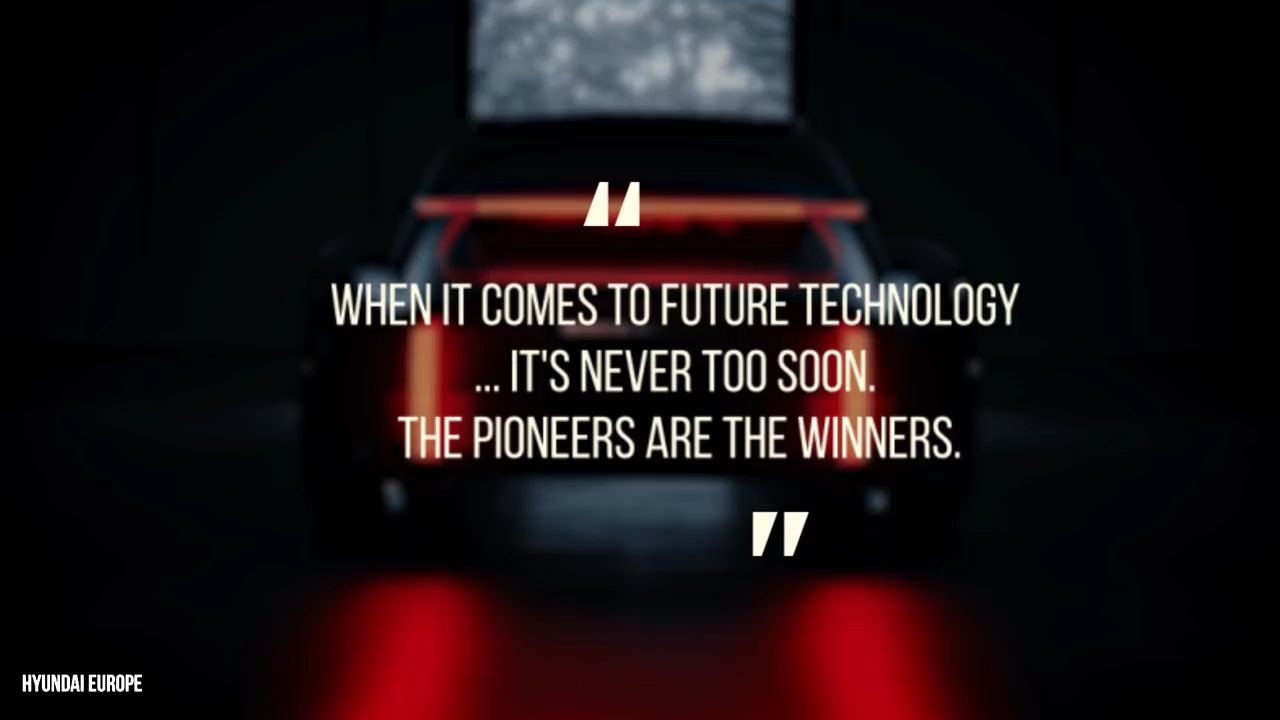 "
WHEN IT COMES TO FUTURE TECHNOLOGY
... IT'S NEVER TOO SOON.
THE PIONEERS ARE THE WINNERS.
"
HYUNDAI EUROPE